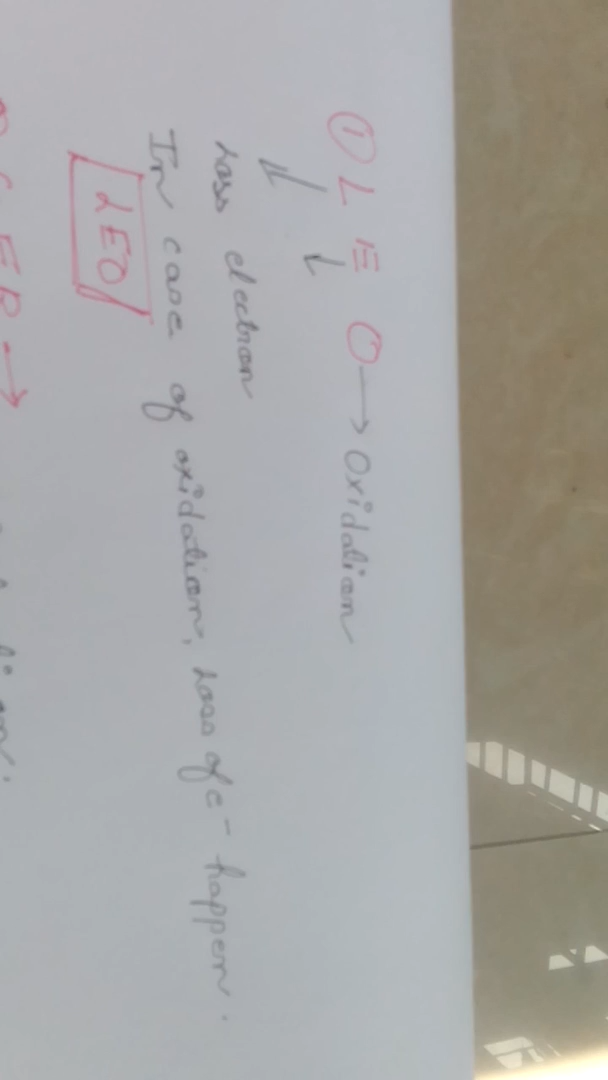 ① L E O → Oxidation
Loss electron
In case of oxidation, Loss of e- happen.
LEO
G E R →